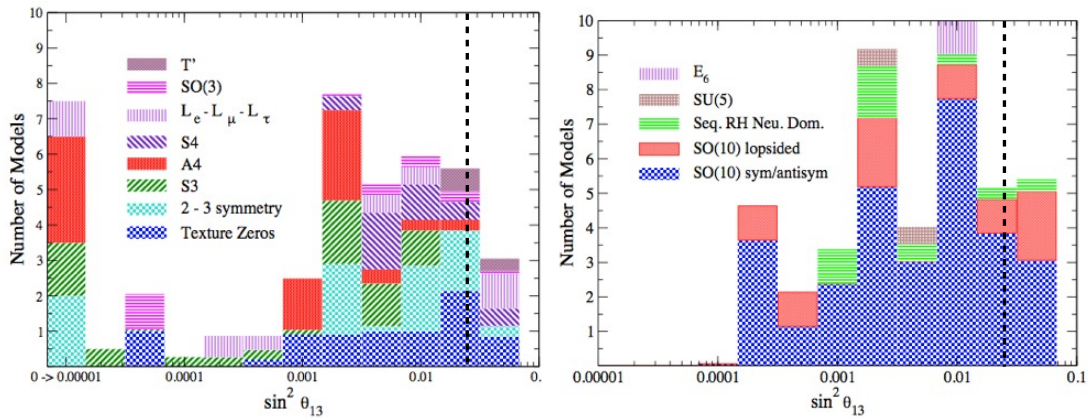 10
9
8
7
6
5
4
3
2
1
Number of Models
T'
SO(3)
L_e - L_μ - L_τ
S4
A4
S3
2 - 3 symmetry
Texture Zeros
0 -> 0.00001
0.0001
0.001
0.01
0.
sin² θ₁₃
10
9
8
7
6
5
4
3
2
1
Number of Models
E₆
SU(5)
Seq. RH Neu. Dom.
SO(10) lopsided
SO(10) sym/antisym
0.00001
0.0001
0.001
0.01
0.1
sin² θ₁₃